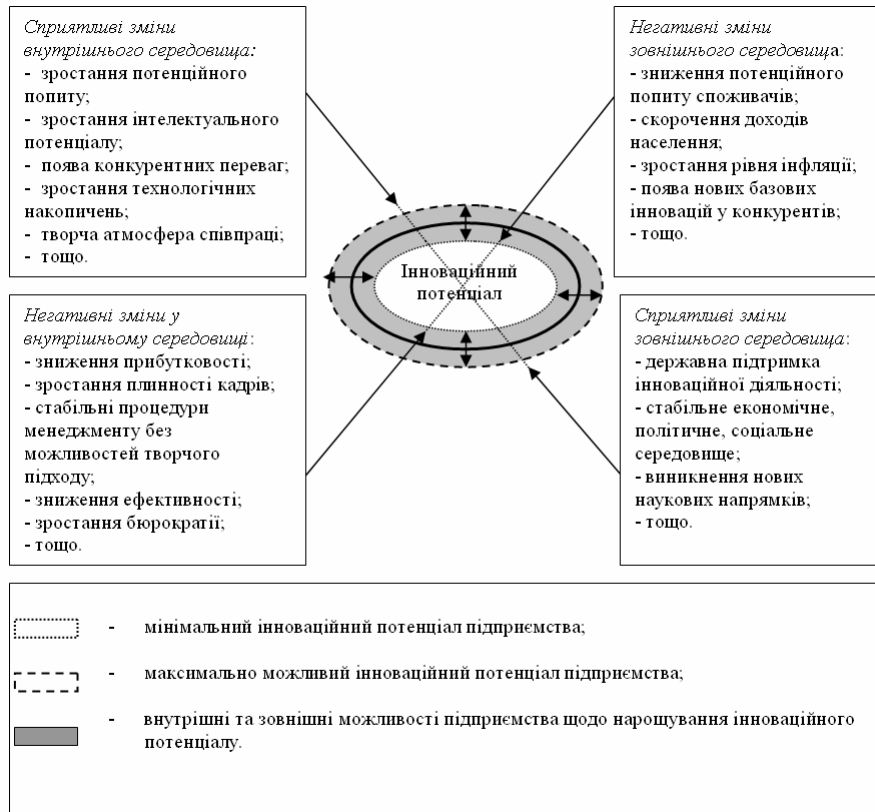 Сприятливі зміни
внутрішнього середовища:
- зростання потенційного
попиту;
- зростання інтелектуального
потенціалу;
- поява конкурентних переваг;
- зростання технологічних
накопичень;
- творча атмосфера співпраці;
- тощо.
Негативні зміни
зовнішнього середовища:
- зниження потенційного
попиту споживачів;
- скорочення доходів
населення;
- зростання рівня інфляції;
- поява нових базових
інновацій у конкурентів;
- тощо.
Інноваційний
потенціал
Негативні зміни у
внутрішньому середовищі:
- зниження прибутковості;
- зростання плинності кадрів;
- стабільні процедури
менеджменту без
можливостей творчого
підходу;
- зниження ефективності;
- зростання бюрократії;
- тощо.
Сприятливі зміни
зовнішнього середовища:
- державна підтримка
інноваційної діяльності;
- стабільне економічне,
політичне, соціальне
середовище;
- виникнення нових
наукових напрямків;
- тощо.
- мінімальний інноваційний потенціал підприємства;
- максимально можливий інноваційний потенціал підприємства;
- внутрішні та зовнішні можливості підприємства щодо нарощування інноваційного
потенціалу.